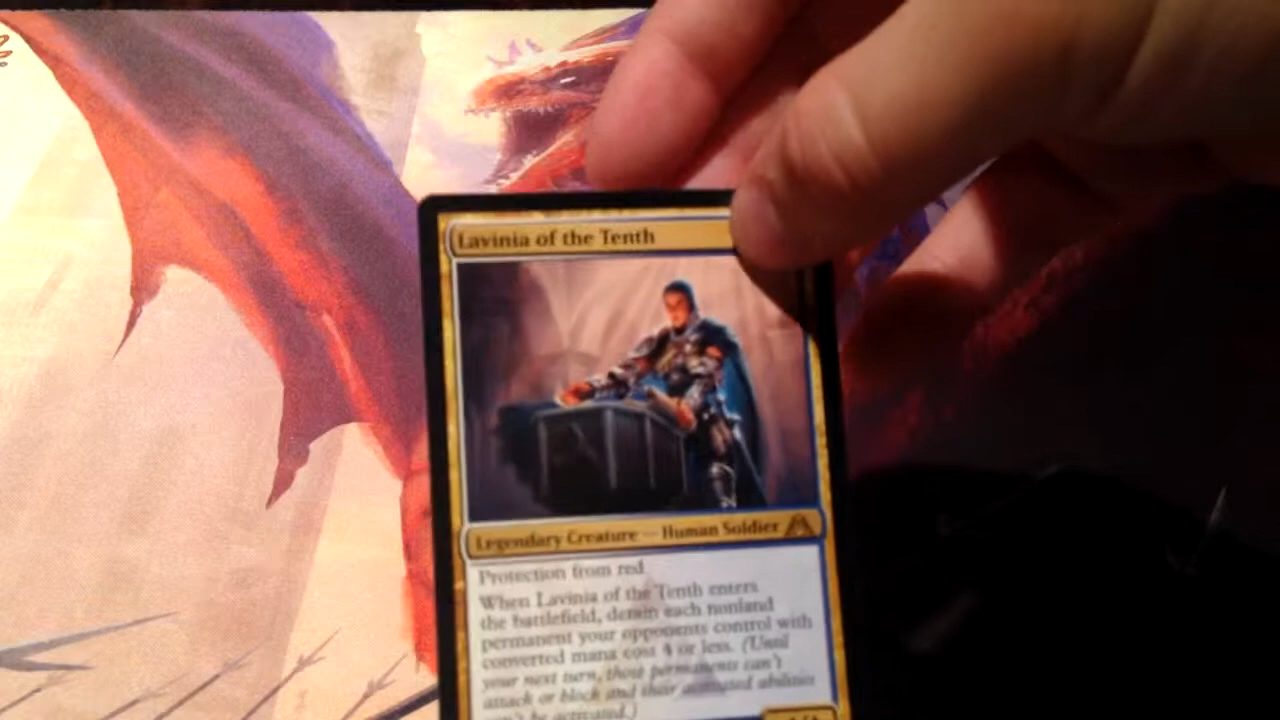 Lavinia of the Tenth
Legendary Creature — Human Soldier
Protection from red
When Lavinia of the Tenth enters
the battlefield, detain each nonland
permanent your opponents control with
converted mana cost 4 or less. (Until
your next turn, those permanents can't
attack or block and their activated abilities
can't be activated.)